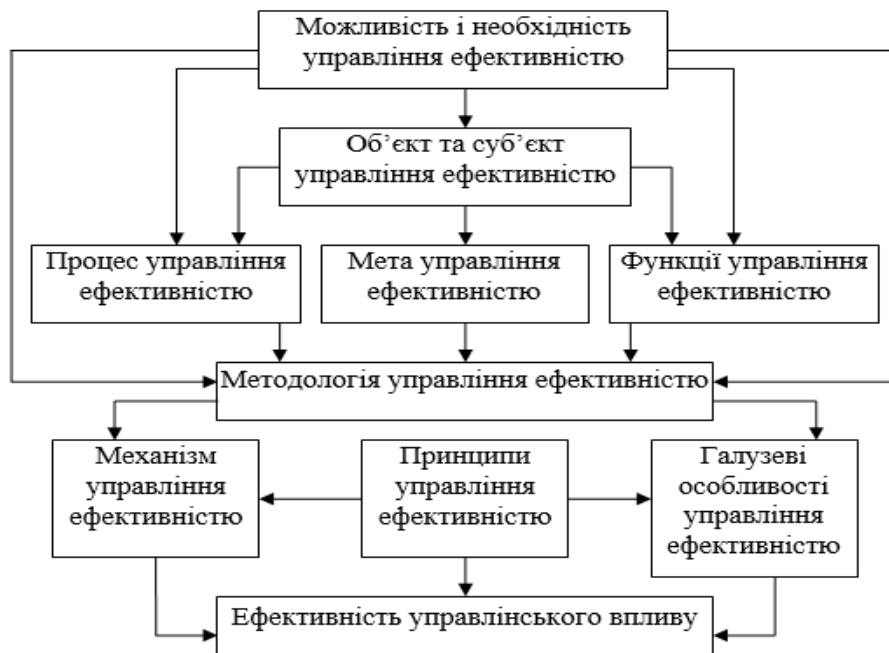 Можливість і необхідність
управління ефективністю
Об’єкт та суб’єкт
управління ефективністю
Процес управління
ефективністю
Мета управління
ефективністю
Функції управління
ефективністю
Методологія управління ефективністю
Механізм
управління
ефективністю
Принципи
управління
ефективністю
Галузеві
особливості
управління
ефективністю
Ефективність управлінського впливу